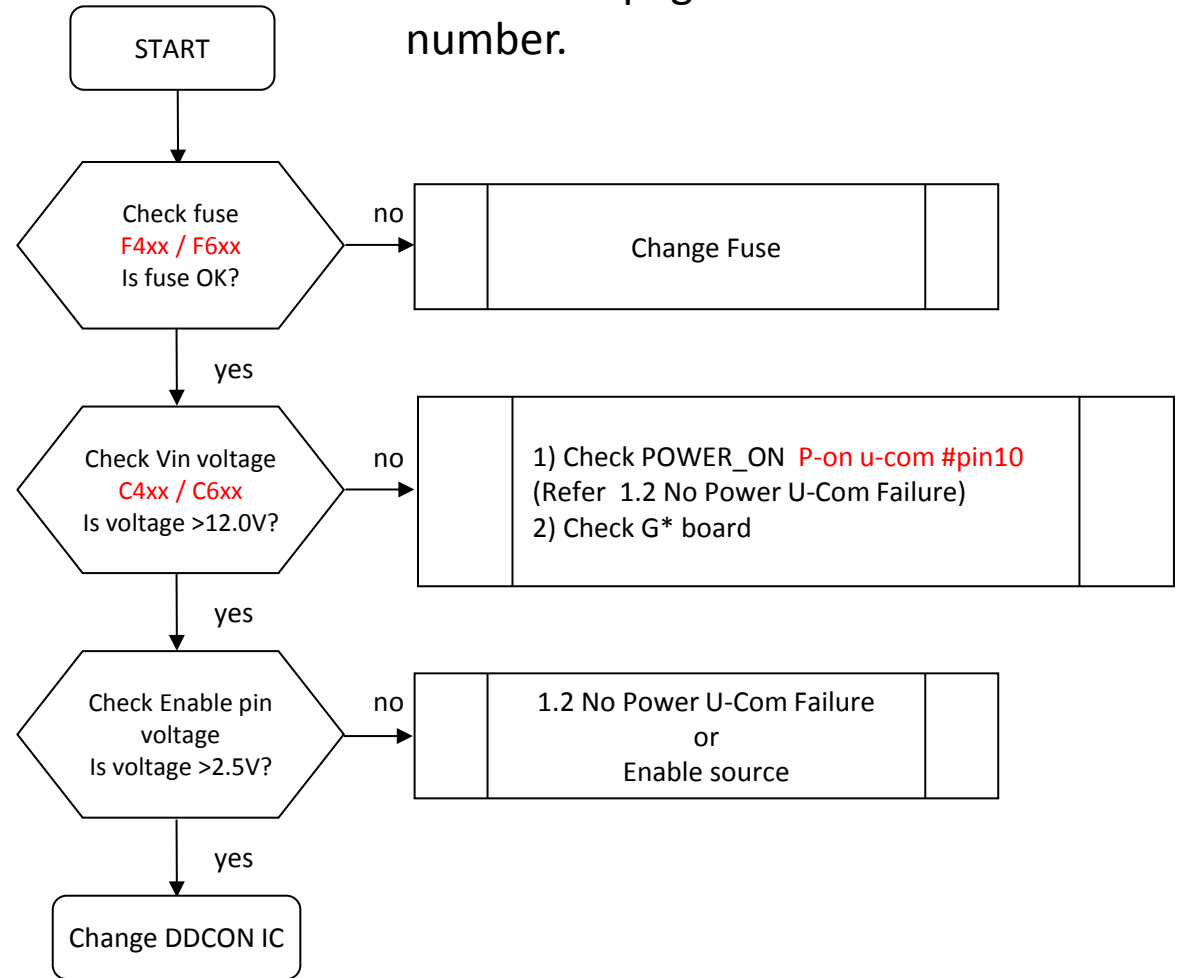 number.
START
Check fuse
F4xx / F6xx
Is fuse OK?
no
Change Fuse
yes
Check Vin voltage
C4xx / C6xx
Is voltage >12.0V?
no
1) Check POWER_ON P-on u-com #pin10
(Refer 1.2 No Power U-Com Failure)
2) Check G* board
yes
Check Enable pin
voltage
Is voltage >2.5V?
no
1.2 No Power U-Com Failure
or
Enable source
yes
Change DDCON IC